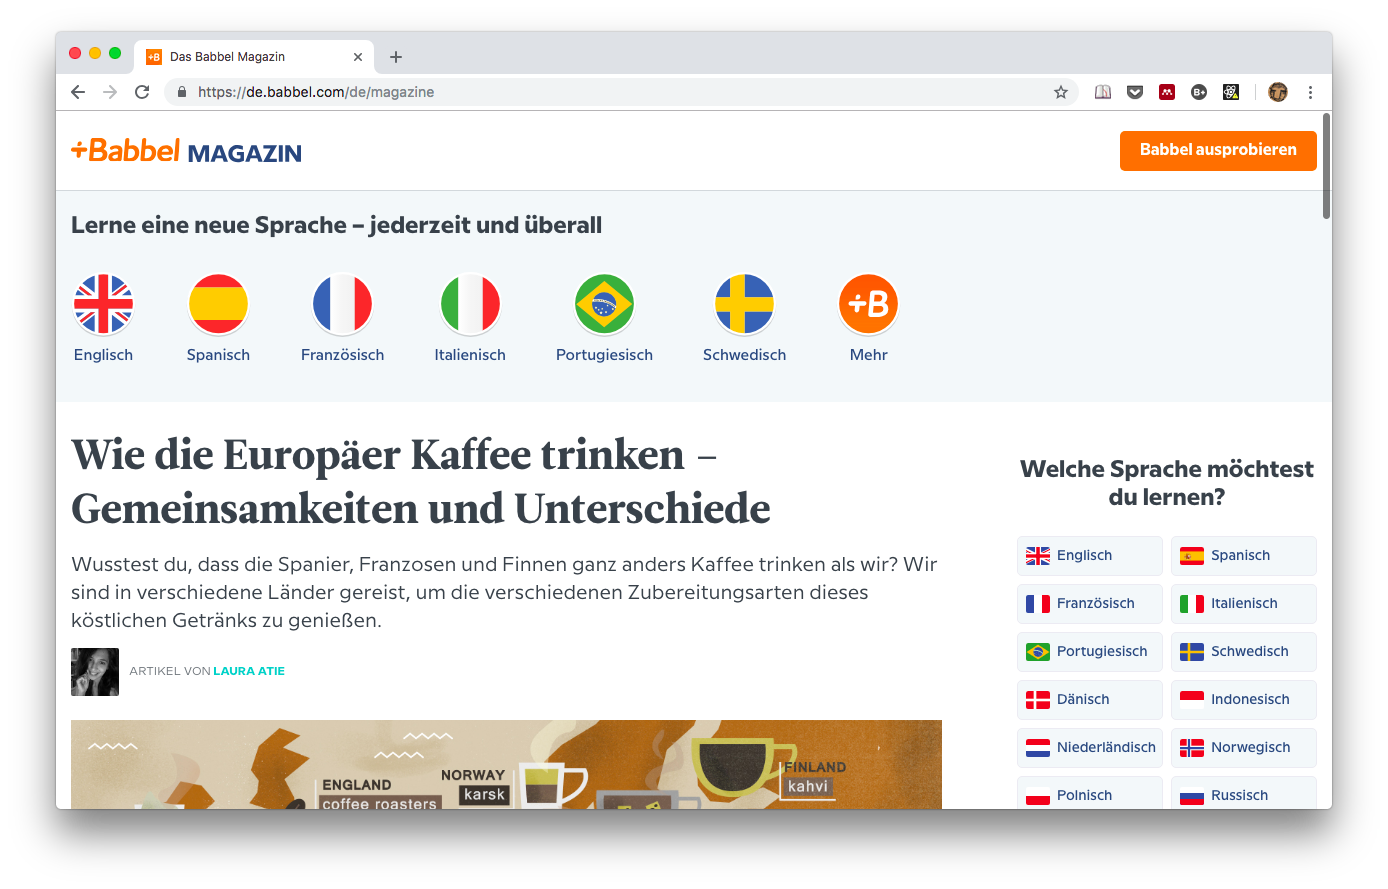 Das Babbel Magazin
https://de.babbel.com/de/magazine
+Babbel MAGAZIN
Babbel ausprobieren
Lerne eine neue Sprache – jederzeit und überall
+B
Englisch
Spanisch
Französisch
Italienisch
Portugiesisch
Schwedisch
Mehr
Wie die Europäer Kaffee trinken –
Gemeinsamkeiten und Unterschiede
Wusstest du, dass die Spanier, Franzosen und Finnen ganz anders Kaffee trinken als wir? Wir
sind in verschiedene Länder gereist, um die verschiedenen Zubereitungsarten dieses
köstlichen Getränks zu genießen.
ARTIKEL VON LAURA ATIE
ENGLAND
coffee roasters
NORWAY
karsk
FINLAND
kahvi
Welche Sprache möchtest
du lernen?
Englisch
Spanisch
Französisch
Italienisch
Portugiesisch
Schwedisch
Dänisch
Indonesisch
Niederländisch
Norwegisch
Polnisch
Russisch